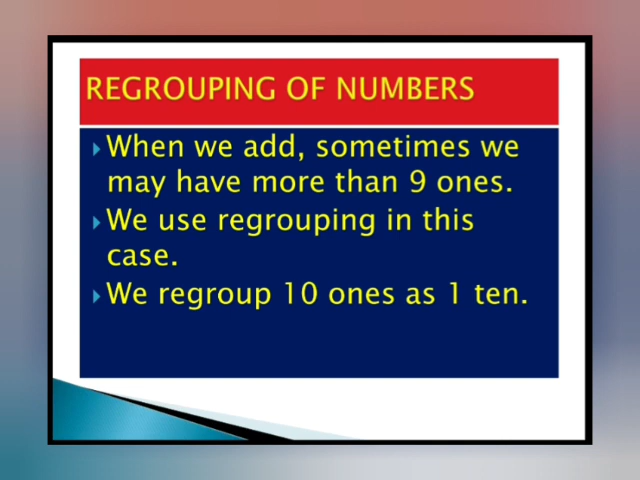 REGROUPING OF NUMBERS
When we add, sometimes we
may have more than 9 ones.
We use regrouping in this
case.
We regroup 10 ones as 1 ten.